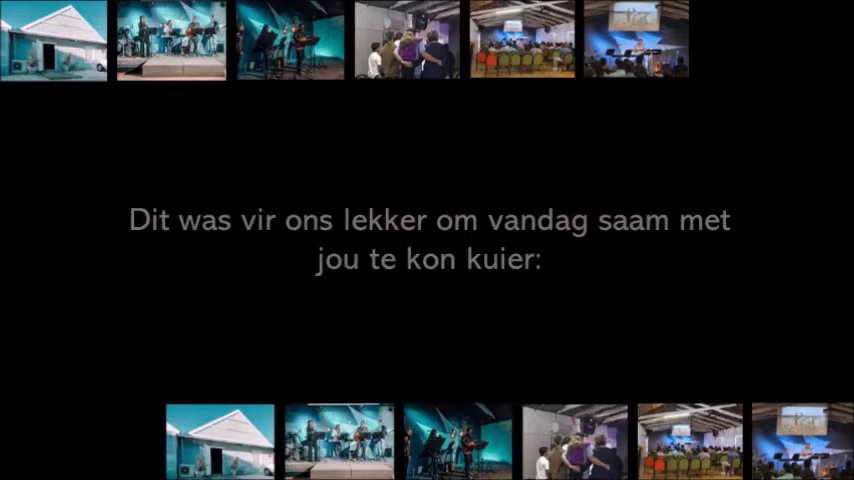 Dit was vir ons lekker om vandag saam met
jou te kon kuier: